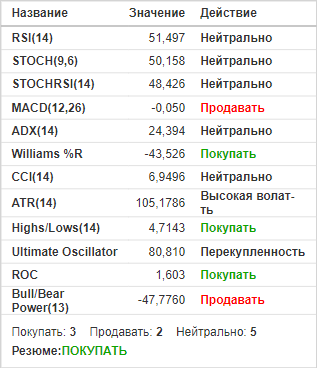 Название Значение Действие
RSI(14) 51,497 Нейтрально
STOCH(9,6) 50,158 Нейтрально
STOCHRSI(14) 48,426 Нейтрально
MACD(12,26) -0,050 Продавать
ADX(14) 24,394 Нейтрально
Williams %R -43,526 Покупать
CCI(14) 6,9496 Нейтрально
ATR(14) 105,1786 Высокая волат-
ть
Highs/Lows(14) 4,7143 Покупать
Ultimate Oscillator 80,810 Перекупленность
ROC 1,603 Покупать
Bull/Bear
Power(13) -47,7760 Продавать
Покупать: 3 Продавать: 2 Нейтрально: 5
Резюме:ПОКУПАТЬ